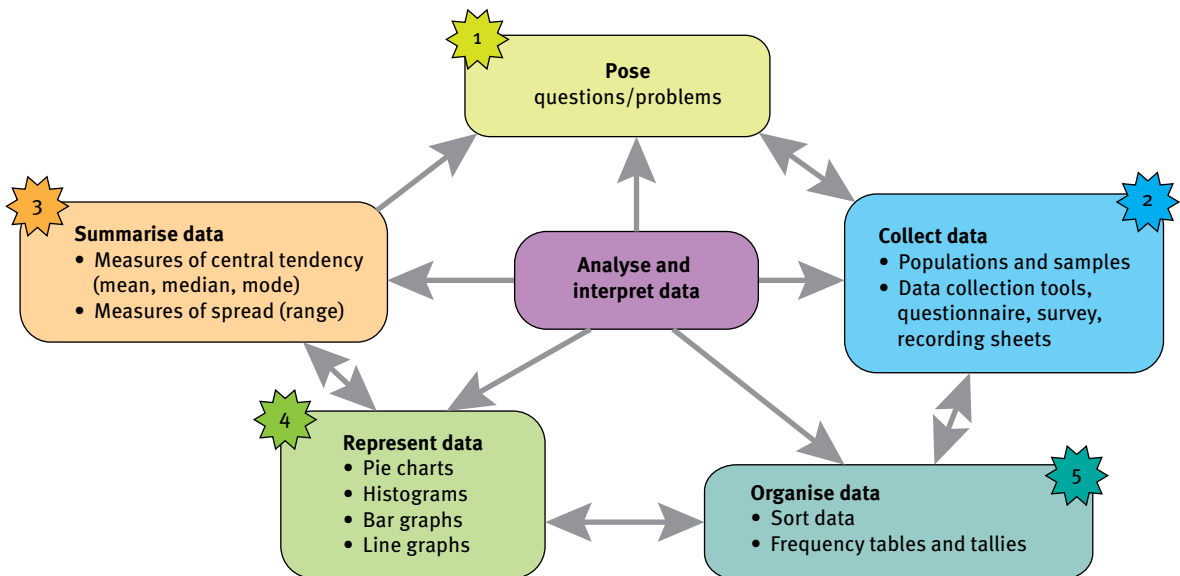 1
Pose
questions/problems
2
Collect data
• Populations and samples
• Data collection tools,
questionnaire, survey,
recording sheets
3
Summarise data
• Measures of central tendency
(mean, median, mode)
• Measures of spread (range)
Analyse and
interpret data
4
Represent data
• Pie charts
• Histograms
• Bar graphs
• Line graphs
5
Organise data
• Sort data
• Frequency tables and tallies